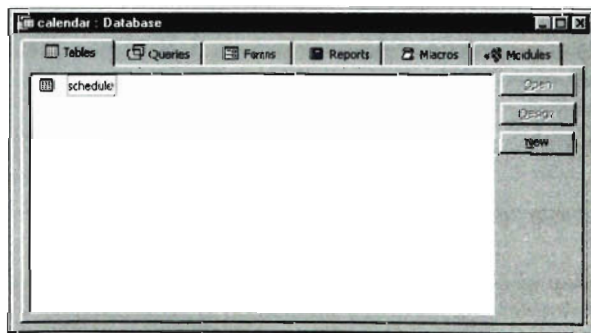 calendar : Database
Tables Queries Forms Reports Macros Modules
schedule
Open
Design
New